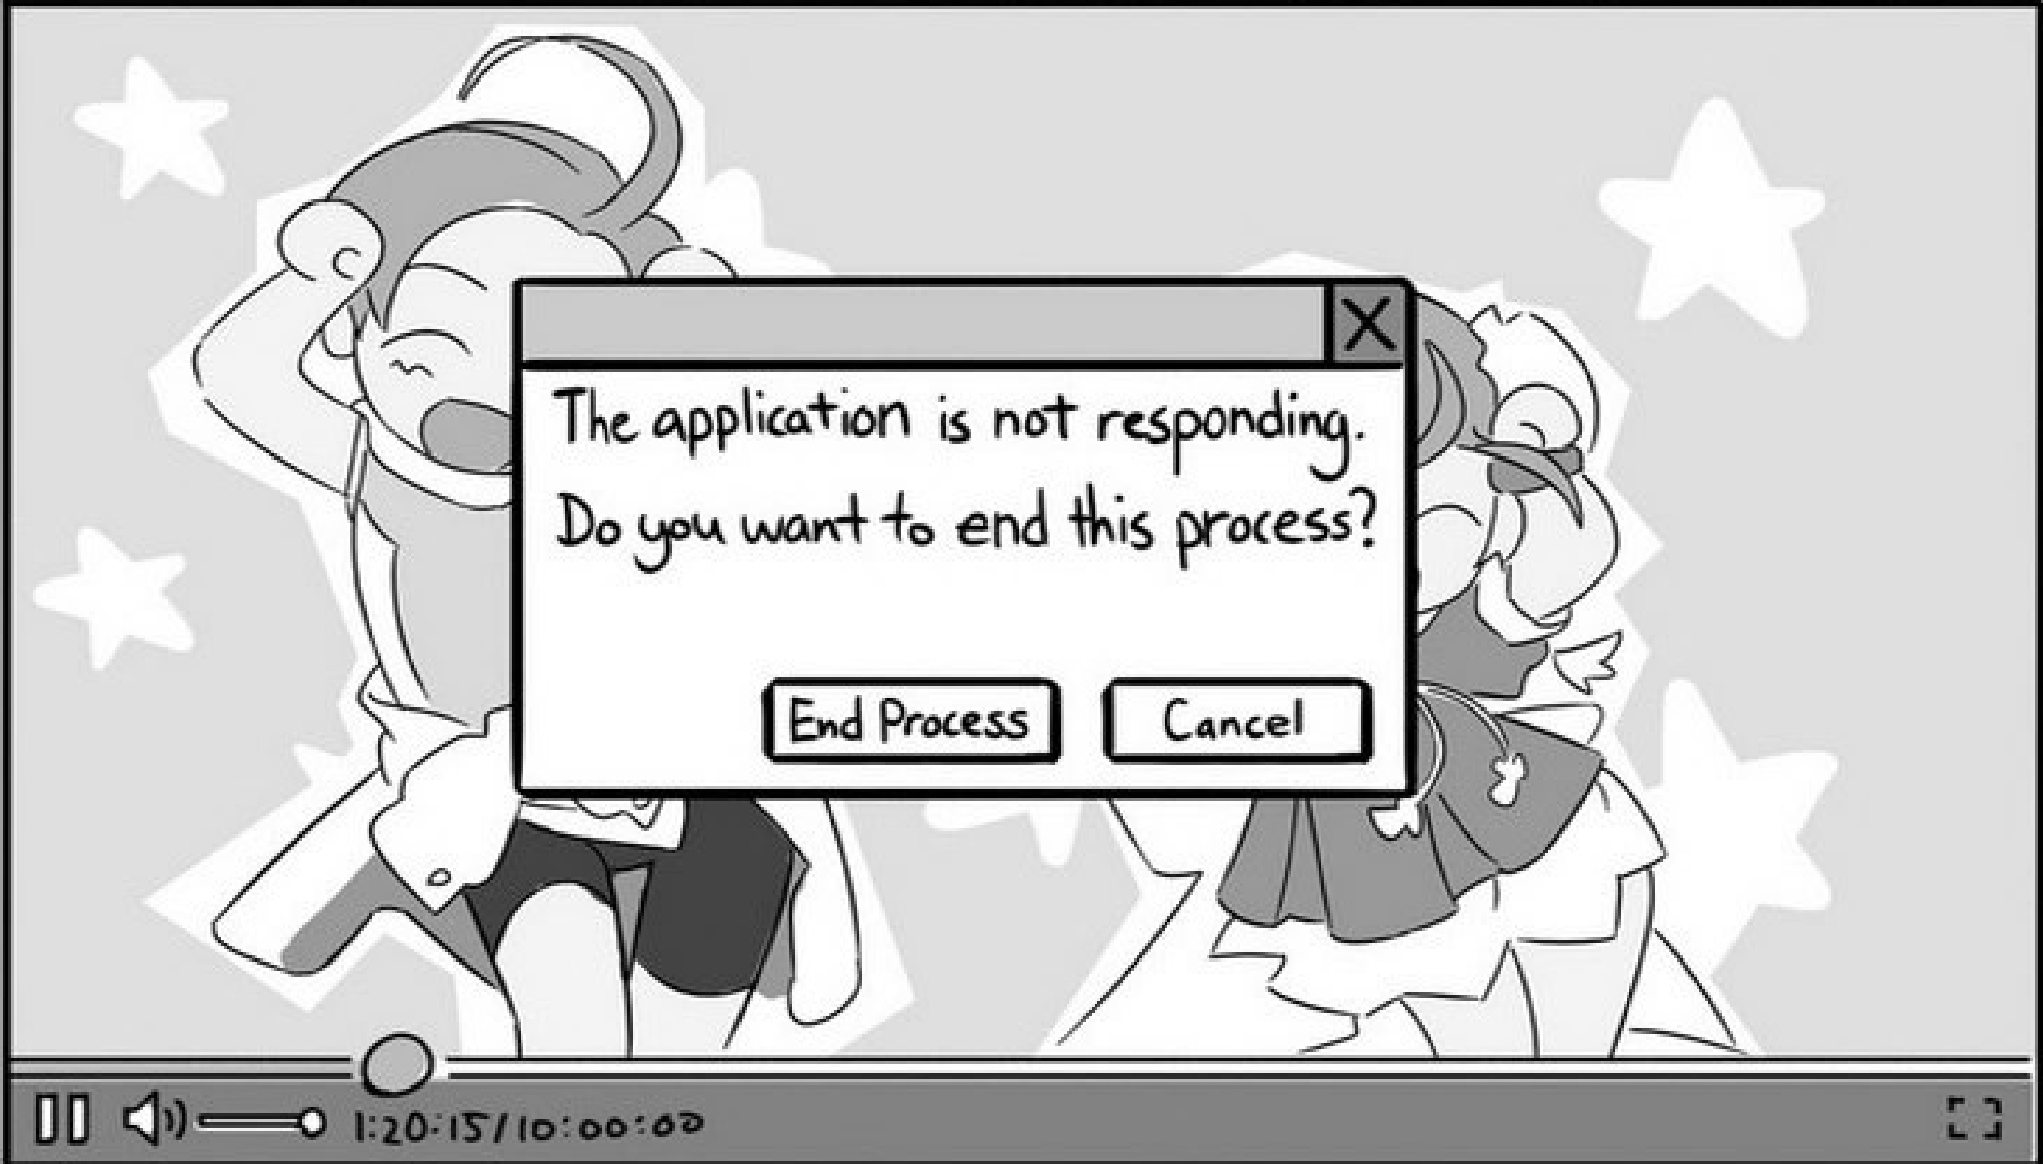 The application is not responding.
Do you want to end this process?
End Process
Cancel
1:20:15/10:00:00